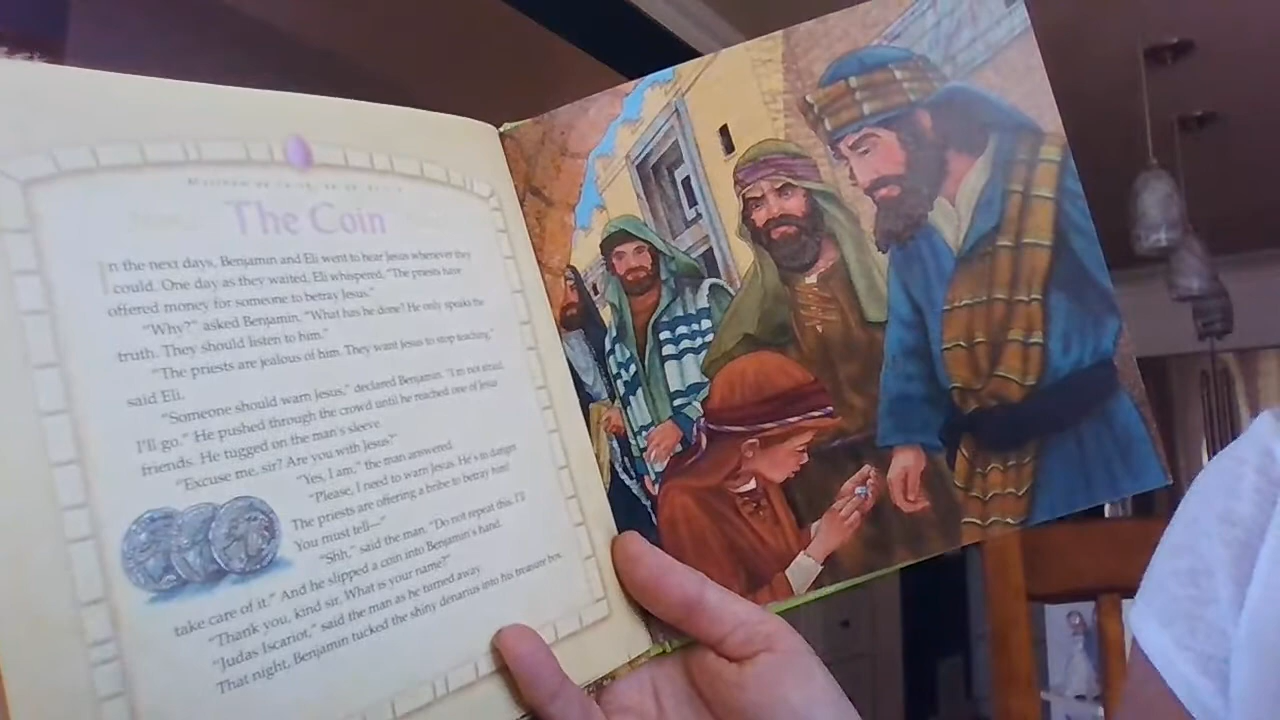 The Coin
In the next days, Benjamin and Eli went to hear Jesus whenever they
could. One day as they waited, Eli whispered, "The priests have
offered money for someone to betray Jesus."
"Why?" asked Benjamin. "What has he done? He only speaks the
truth. They should listen to him."
"The priests are jealous of him. They want Jesus to stop teaching,"
said Eli.
"Someone should warn Jesus," declared Benjamin. "I'm not afraid.
I'll go." He pushed through the crowd until he reached one of Jesus'
friends. He tugged on the man's sleeve.
"Excuse me, sir? Are you with Jesus?"
"Yes, I am," the man answered.
"Please, I need to warn Jesus. He's in danger.
The priests are offering a bribe to betray him!
You must tell—"
"Shh," said the man. "Do not repeat this. I'll
take care of it." And he slipped a coin into Benjamin's hand.
"Thank you, kind sir. What is your name?"
"Judas Iscariot," said the man as he turned away.
That night, Benjamin tucked the shiny denarius into his treasure box.